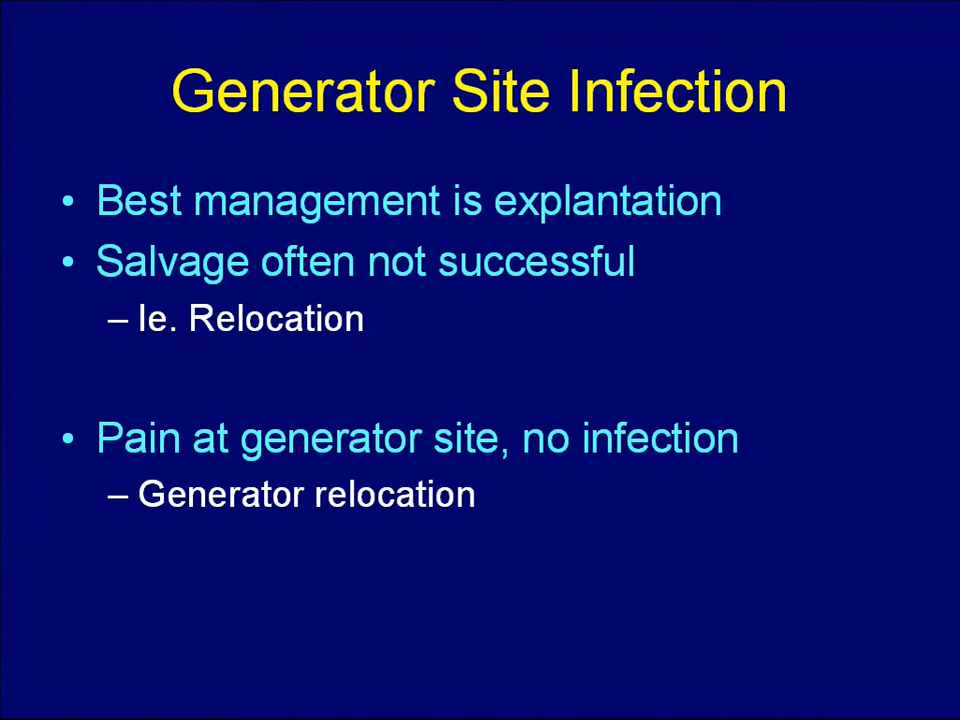 Generator Site Infection
• Best management is explantation
• Salvage often not successful
– Ie. Relocation
• Pain at generator site, no infection
– Generator relocation